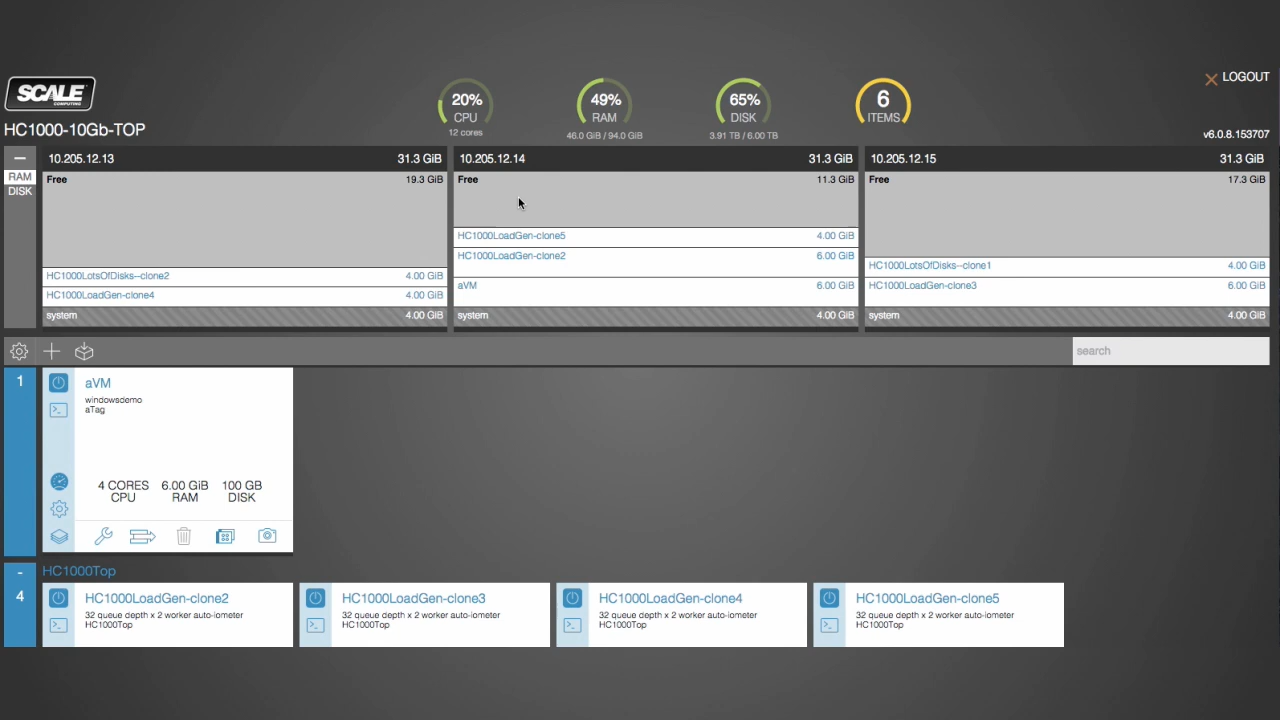 SCALE
COMPUTING
HC1000-10Gb-TOP
20%
CPU
12 cores
49%
RAM
46.0 GiB / 94.0 GiB
65%
DISK
3.91 TB / 6.00 TB
6
ITEMS
LOGOUT
v6.0.8.153707
RAM
DISK
10.205.12.13 31.3 GiB
Free 19.3 GiB
HC1000LotsOfDisks--clone2 4.00 GiB
HC1000LoadGen-clone4 4.00 GiB
system 4.00 GiB
10.205.12.14 31.3 GiB
Free 11.3 GiB
HC1000LoadGen-clone5 4.00 GiB
HC1000LoadGen-clone2 6.00 GiB
aVM 6.00 GiB
system 4.00 GiB
10.205.12.15 31.3 GiB
Free 17.3 GiB
HC1000LotsOfDisks--clone1 4.00 GiB
HC1000LoadGen-clone3 6.00 GiB
system 4.00 GiB
search
1
aVM
windowsdemo
aTag
4 CORES 6.00 GiB 100 GB
CPU RAM DISK
- HC1000Top
4
HC1000LoadGen-clone2
32 queue depth x 2 worker auto-iometer
HC1000Top
HC1000LoadGen-clone3
32 queue depth x 2 worker auto-iometer
HC1000Top
HC1000LoadGen-clone4
32 queue depth x 2 worker auto-iometer
HC1000Top
HC1000LoadGen-clone5
32 queue depth x 2 worker auto-iometer
HC1000Top